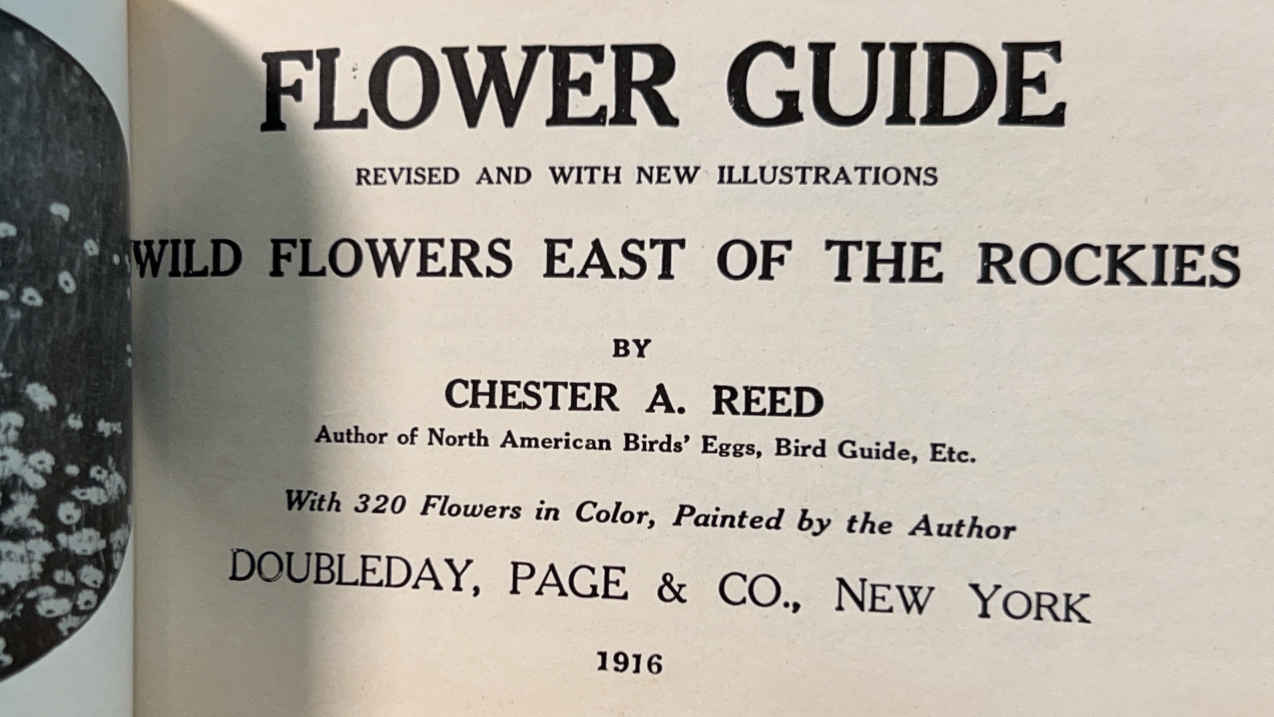 FLOWER GUIDE
REVISED AND WITH NEW ILLUSTRATIONS
WILD FLOWERS EAST OF THE ROCKIES
BY
CHESTER A. REED
Author of North American Birds' Eggs, Bird Guide, Etc.
With 320 Flowers in Color, Painted by the Author
DOUBLEDAY, PAGE & CO., NEW YORK
1916